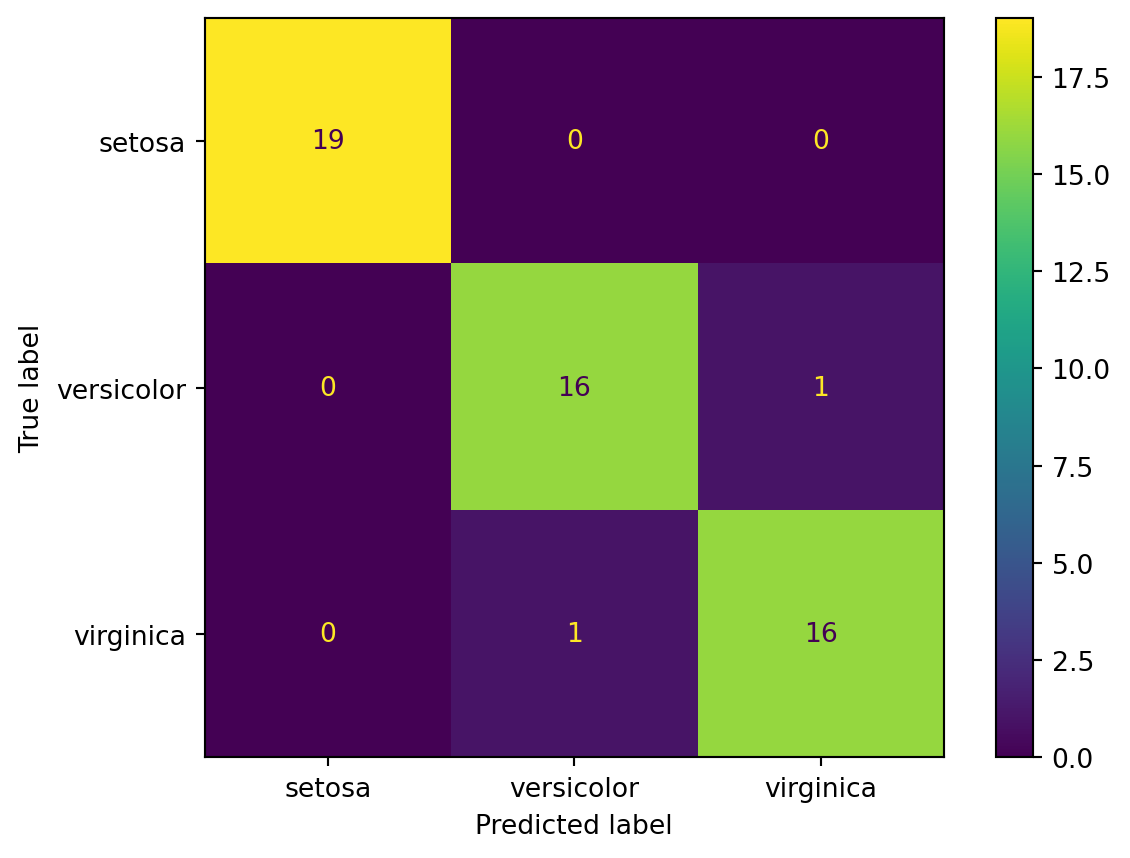 setosa 19 0 0
versicolor 0 16 1
virginica 0 1 16
setosa versicolor virginica
Predicted label
True label
17.5
15.0
12.5
10.0
7.5
5.0
2.5
0.0